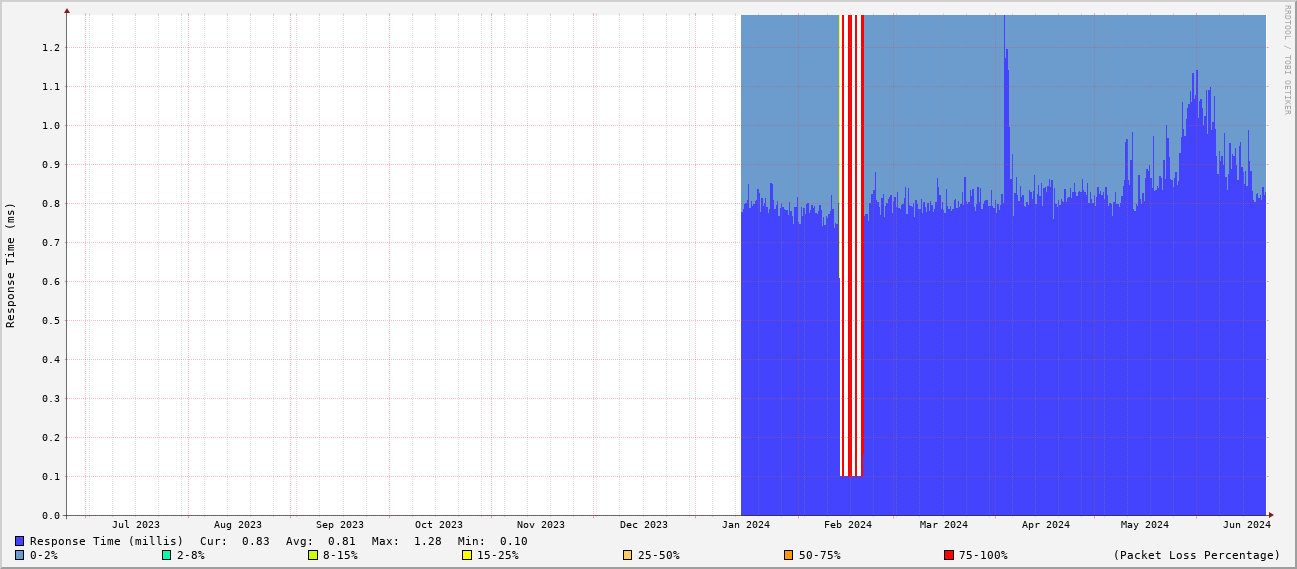 RRDTOOL / TOBI OETIKER
Response Time (ms)
1.2
1.1
1.0
0.9
0.8
0.7
0.6
0.5
0.4
0.3
0.2
0.1
0.0
Jul 2023 Aug 2023 Sep 2023 Oct 2023 Nov 2023 Dec 2023 Jan 2024 Feb 2024 Mar 2024 Apr 2024 May 2024 Jun 2024
Response Time (millis) Cur: 0.83 Avg: 0.81 Max: 1.28 Min: 0.10
0-2% 2-8% 8-15% 15-25% 25-50% 50-75% 75-100% (Packet Loss Percentage)